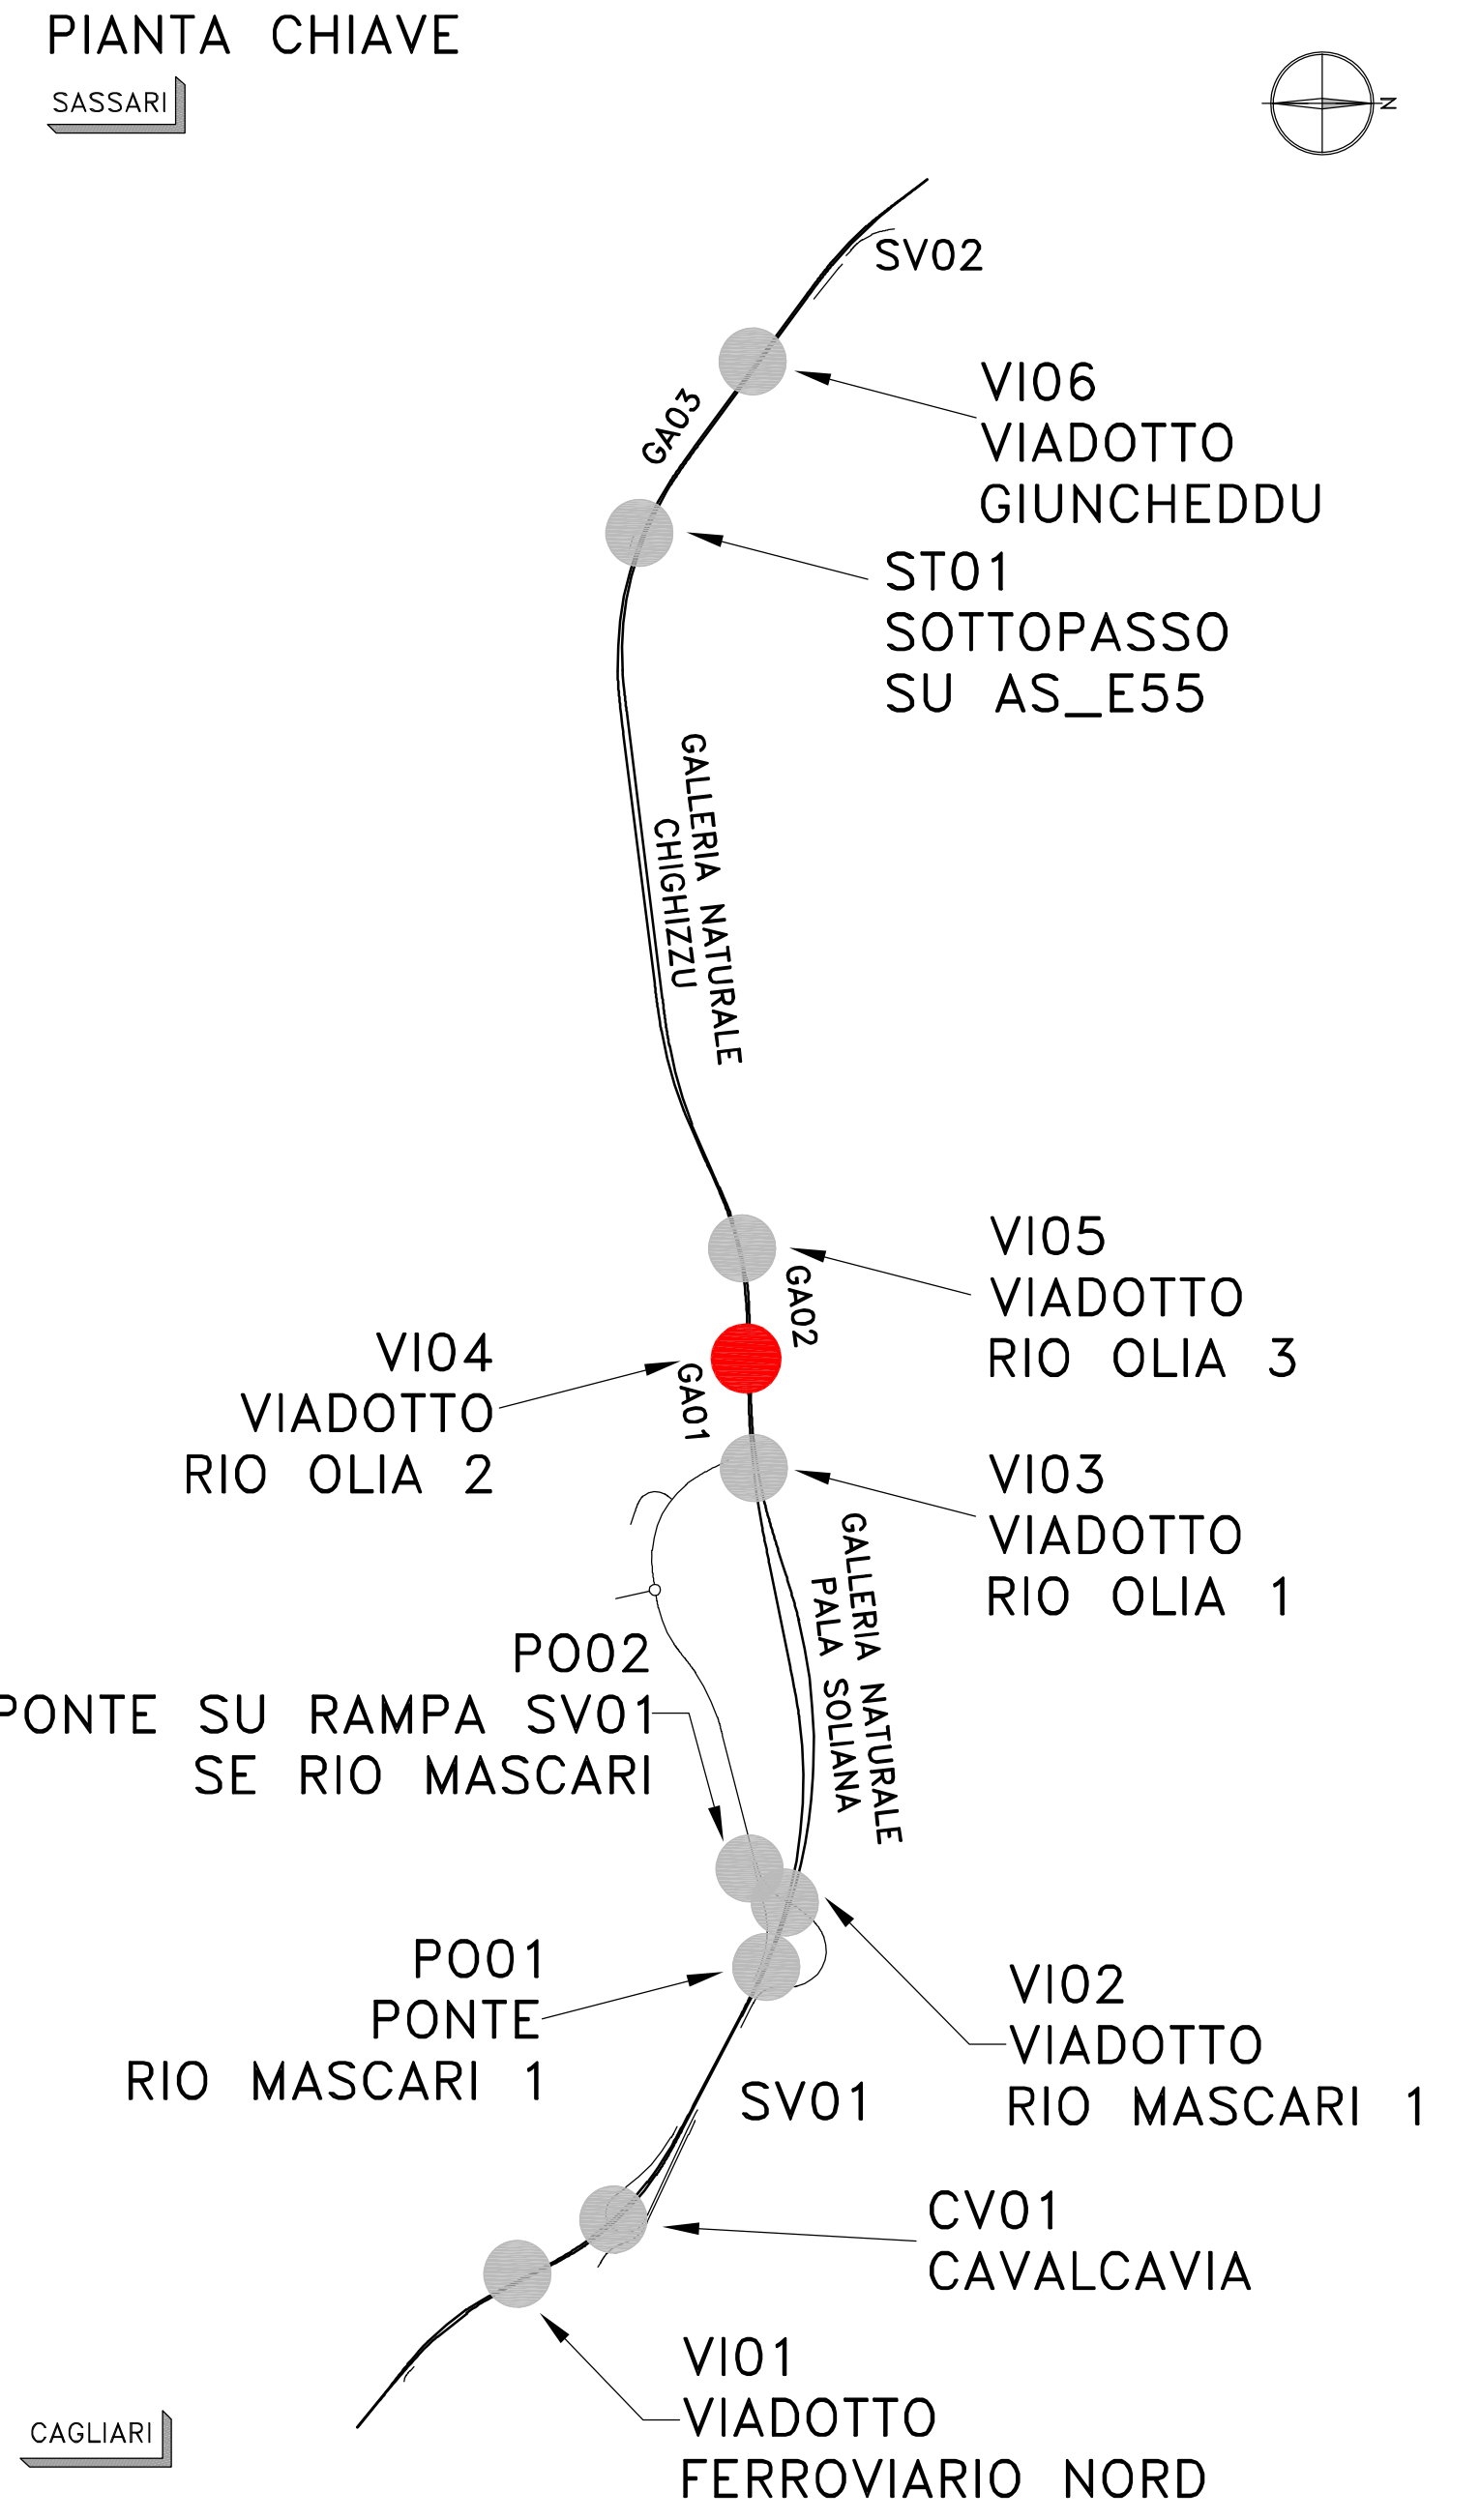 PIANTA CHIAVE
SASSARI
N
SV02
VI06
VIADOTTO
GIUNCHEDDU
GA03
ST01
SOTTOPASSO
SU AS_E55
GALLERIA NATURALE
CHIGHIZZU
VI05
VIADOTTO
RIO OLIA 3
GA02
VI04
VIADOTTO
RIO OLIA 2
GA01
VI03
VIADOTTO
RIO OLIA 1
GALLERIA NATURALE
PALA SOLIANA
PO02
PONTE SU RAMPA SV01
SE RIO MASCARI
PO01
PONTE
RIO MASCARI 1
VI02
VIADOTTO
RIO MASCARI 1
SV01
CV01
CAVALCAVIA
VI01
VIADOTTO
FERROVIARIO NORD
CAGLIARI